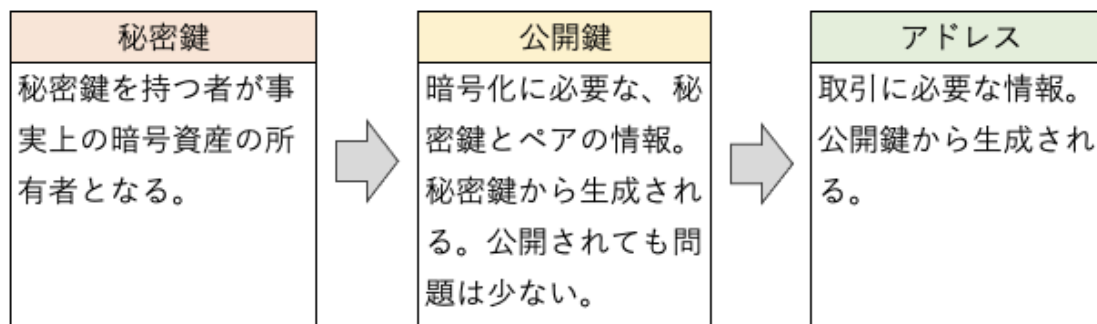 秘密鍵
秘密鍵を持つ者が事
実上の暗号資産の所
有者となる。
公開鍵
暗号化に必要な、秘
密鍵とペアの情報。
秘密鍵から生成され
る。公開されても問
題は少ない。
アドレス
取引に必要な情報。
公開鍵から生成され
る。